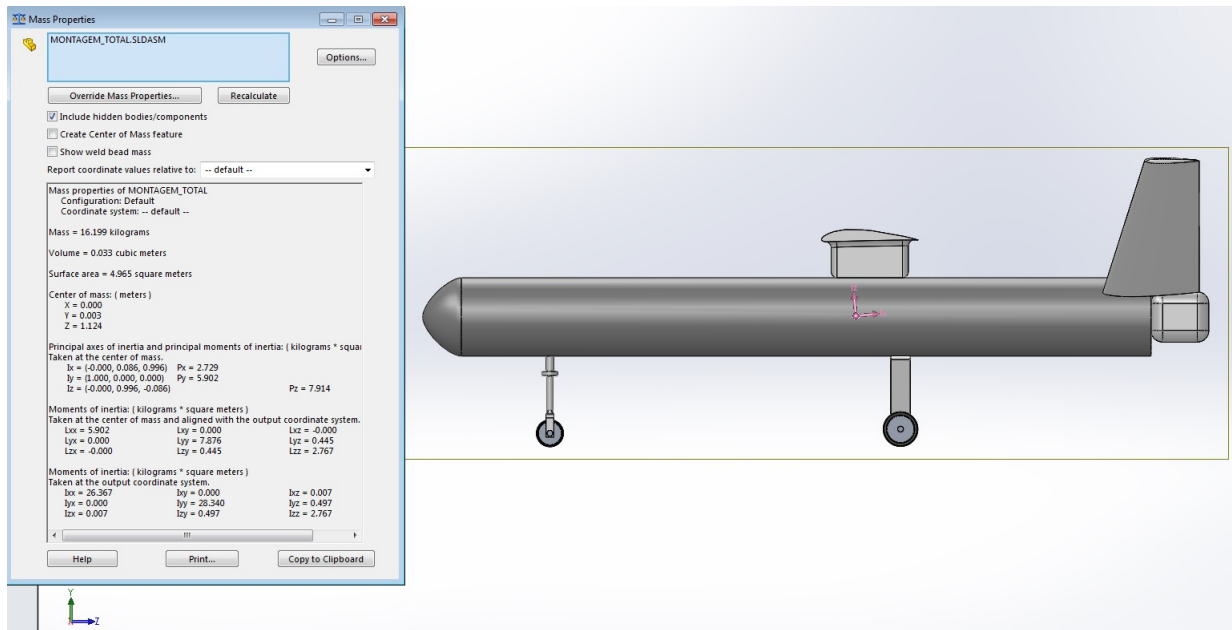 Mass Properties
MONTAGEM_TOTAL.SLDASM
Options...
Override Mass Properties...
Recalculate
Include hidden bodies/components
Create Center of Mass feature
Show weld bead mass
Report coordinate values relative to: -- default --
Mass properties of MONTAGEM_TOTAL
Configuration: Default
Coordinate system: -- default --
Mass = 16.199 kilograms
Volume = 0.033 cubic meters
Surface area = 4.965 square meters
Center of mass: ( meters )
X = 0.000
Y = 0.003
Z = 1.124
Principal axes of inertia and principal moments of inertia: ( kilograms * squar
Taken at the center of mass.
Ix = (-0.000, 0.086, 0.996) Px = 2.729
Iy = (1.000, 0.000, 0.000) Py = 5.902
Iz = (-0.000, 0.996, -0.086) Pz = 7.914
Moments of inertia: ( kilograms * square meters )
Taken at the center of mass and aligned with the output coordinate system.
Lxx = 5.902 Lxy = 0.000 Lxz = -0.000
Lyx = 0.000 Lyy = 7.876 Lyz = 0.445
Lzx = -0.000 Lzy = 0.445 Lzz = 2.767
Moments of inertia: ( kilograms * square meters )
Taken at the output coordinate system.
Ixx = 26.367 Ixy = 0.000 Ixz = 0.007
Iyx = 0.000 Iyy = 28.340 Iyz = 0.497
Izx = 0.007 Izy = 0.497 Izz = 2.767
Help
Print...
Copy to Clipboard
Y
Z